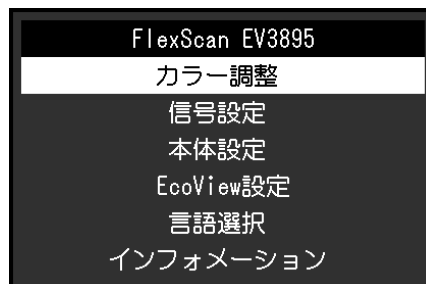 FlexScan EV3895
カラー調整
信号設定
本体設定
EcoView設定
言語選択
インフォメーション